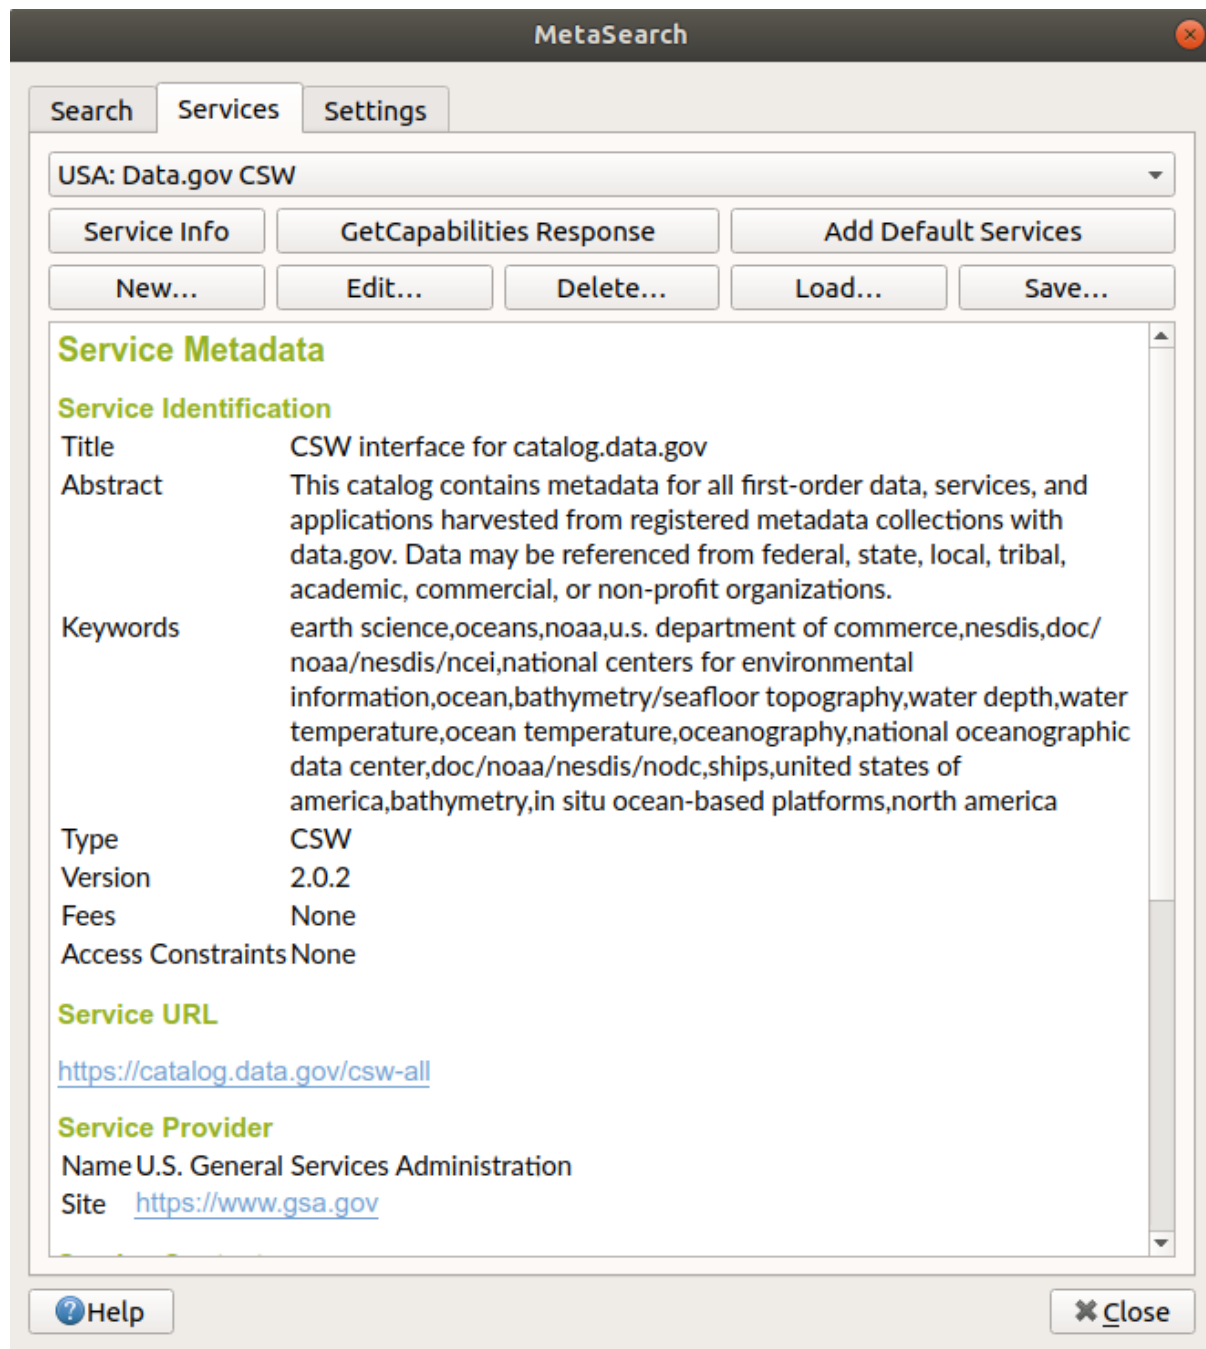 MetaSearch
Search Services Settings
USA: Data.gov CSW
Service Info GetCapabilities Response Add Default Services
New... Edit... Delete... Load... Save...
Service Metadata
Service Identification
Title CSW interface for catalog.data.gov
Abstract This catalog contains metadata for all first-order data, services, and
applications harvested from registered metadata collections with
data.gov. Data may be referenced from federal, state, local, tribal,
academic, commercial, or non-profit organizations.
Keywords earth science,oceans,noaa,u.s. department of commerce,nesdis,doc/
noaa/nesdis/ncei,national centers for environmental
information,ocean,bathymetry/seafloor topography,water depth,water
temperature,ocean temperature,oceanography,national oceanographic
data center,doc/noaa/nesdis/nodc,ships,united states of
america,bathymetry,in situ ocean-based platforms,north america
Type CSW
Version 2.0.2
Fees None
Access Constraints None
Service URL
https://catalog.data.gov/csw-all
Service Provider
Name U.S. General Services Administration
Site https://www.gsa.gov
Help Close